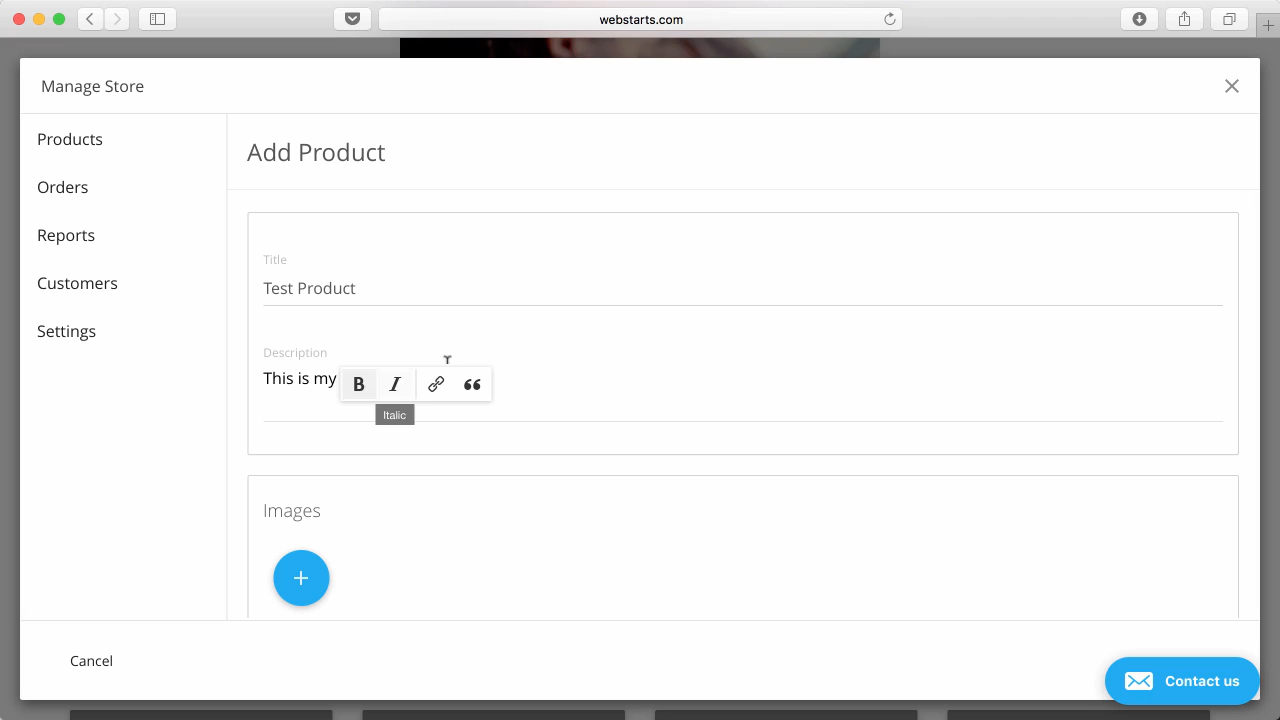 webstarts.com
Manage Store
Products
Orders
Reports
Customers
Settings
Add Product
Title
Test Product
Description
This is my
B I
Italic
Images
Cancel
Contact us